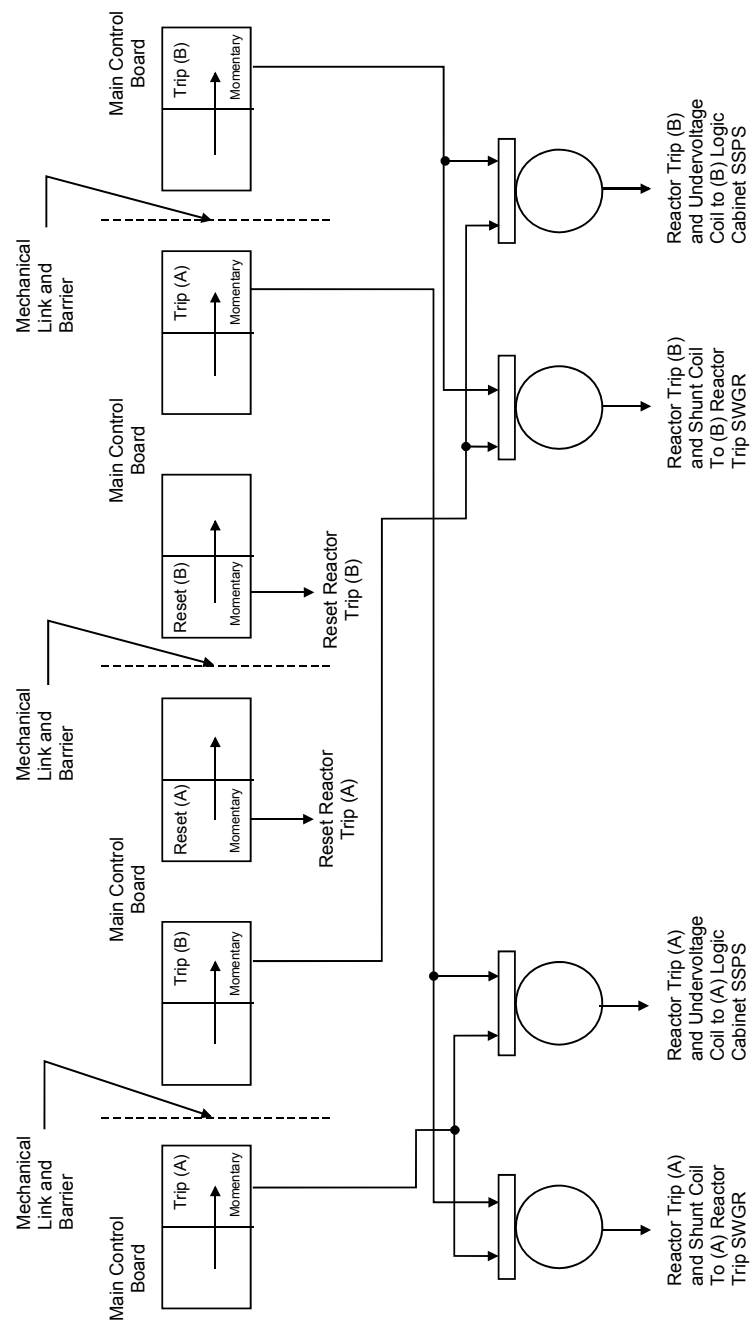 Mechanical
Link and
Barrier
Mechanical
Link and
Barrier
Mechanical
Link and
Barrier
Main Control
Board
Main Control
Board
Main Control
Board
Main Control
Board
Trip (A)
Momentary
Trip (B)
Momentary
Reset (A)
Momentary
Reset (B)
Momentary
Trip (A)
Momentary
Trip (B)
Momentary
Reset Reactor
Trip (A)
Reset Reactor
Trip (B)
Reactor Trip (A)
and Shunt Coil
To (A) Reactor
Trip SWGR
Reactor Trip (A)
and Undervoltage
Coil to (A) Logic
Cabinet SSPS
Reactor Trip (B)
and Shunt Coil
To (B) Reactor
Trip SWGR
Reactor Trip (B)
and Undervoltage
Coil to (B) Logic
Cabinet SSPS